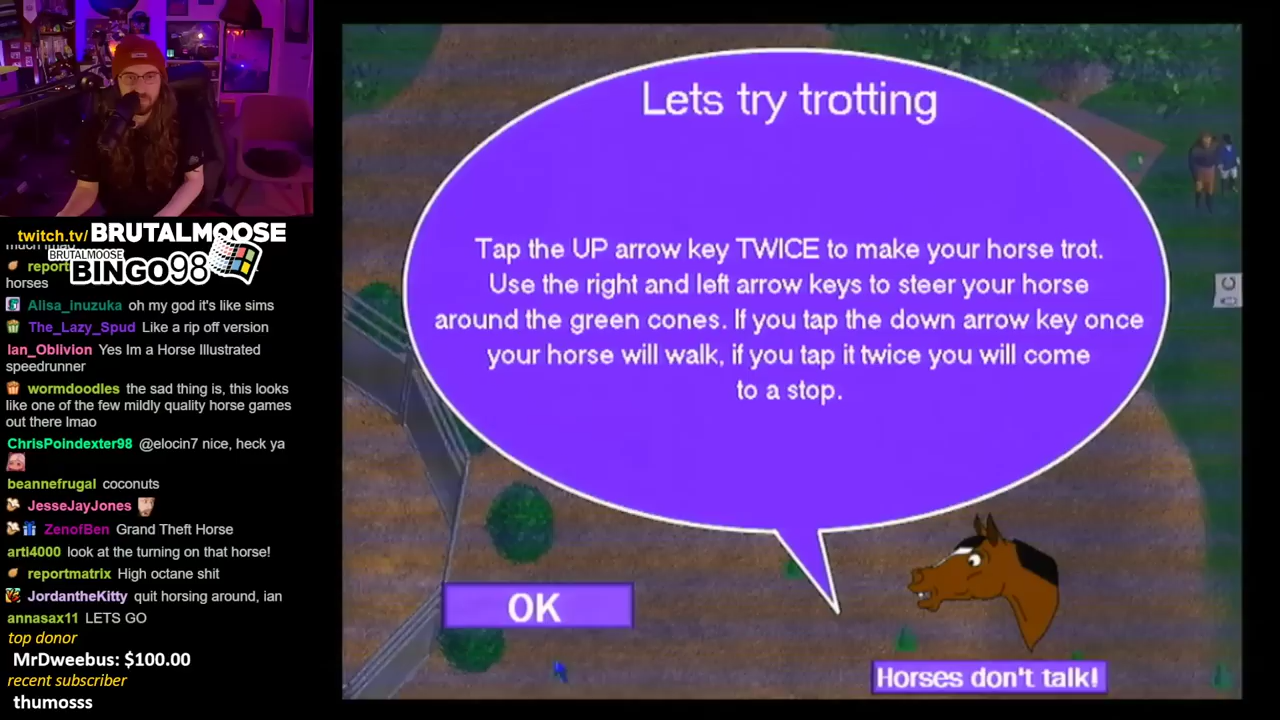 twitch.tv/BRUTALMOOSE
BRUTALMOOSE
BINGO98
much lmao
report
horses
Alisa_inuzuka oh my god it's like sims
The_Lazy_Spud Like a rip off version
Ian_Oblivion Yes Im a Horse Illustrated
speedrunner
wormdoodles the sad thing is, this looks
like one of the few mildly quality horse games
out there lmao
ChrisPoindexter98 @elocin7 nice, heck ya
beannefrugal coconuts
JesseJayJones
ZenofBen Grand Theft Horse
arti4000 look at the turning on that horse!
reportmatrix High octane shit
JordantheKitty quit horsing around, ian
annasax11 LETS GO
top donor
MrDweebus: $100.00
recent subscriber
thumosss
Lets try trotting
Tap the UP arrow key TWICE to make your horse trot.
Use the right and left arrow keys to steer your horse
around the green cones. If you tap the down arrow key once
your horse will walk, if you tap it twice you will come
to a stop.
OK
Horses don't talk!
C